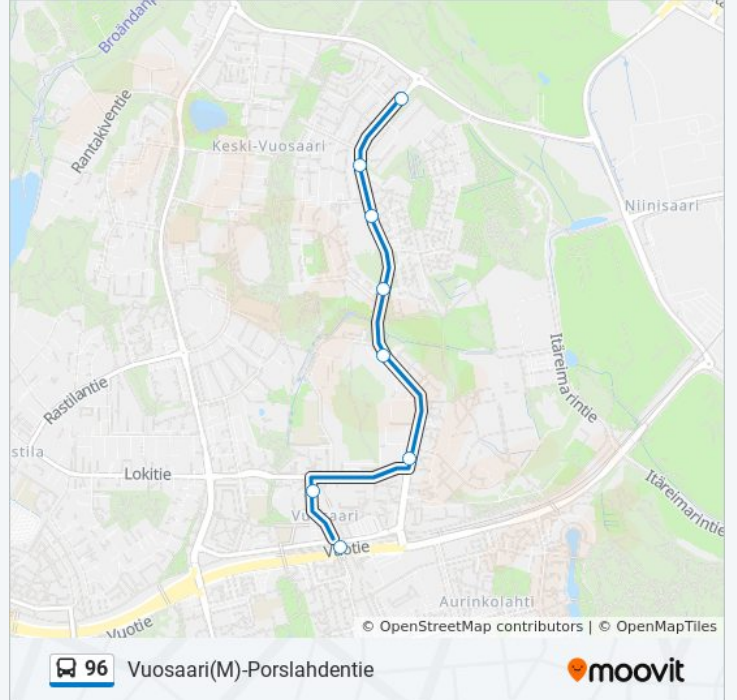 Broändanp
Rantakiventie
Keski-Vuosaari
Niinisaari
Itäreimarintie
Rastilantie
stila
Lokitie
Itäreimarintie
Vuosaari
Vuotie
Aurinkolahti
Vuotie
© OpenStreetMap contributors | © OpenMapTiles
96 Vuosaari(M)-Porslahdentie
moovit